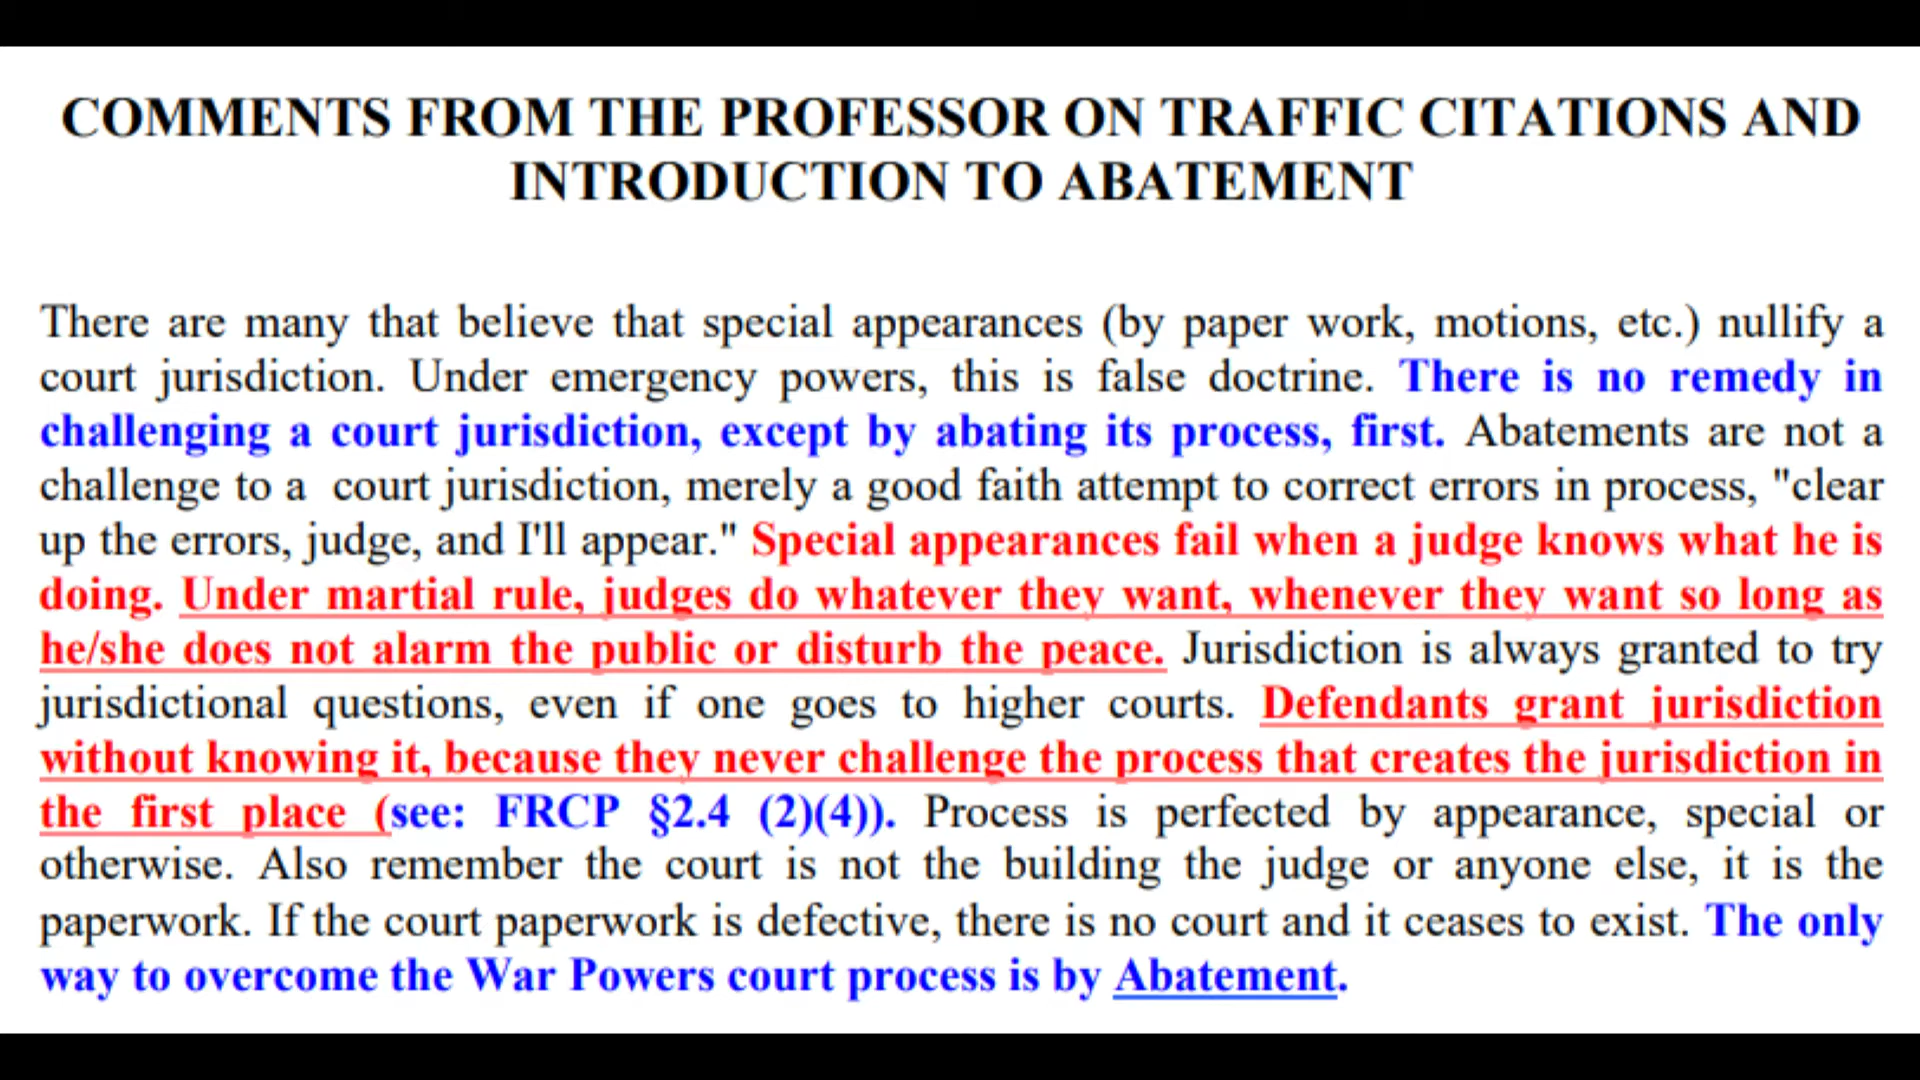 COMMENTS FROM THE PROFESSOR ON TRAFFIC CITATIONS AND
INTRODUCTION TO ABATEMENT
There are many that believe that special appearances (by paper work, motions, etc.) nullify a
court jurisdiction. Under emergency powers, this is false doctrine. There is no remedy in
challenging a court jurisdiction, except by abating its process, first. Abatements are not a
challenge to a court jurisdiction, merely a good faith attempt to correct errors in process, "clear
up the errors, judge, and I'll appear." Special appearances fail when a judge knows what he is
doing. Under martial rule, judges do whatever they want, whenever they want so long as
he/she does not alarm the public or disturb the peace. Jurisdiction is always granted to try
jurisdictional questions, even if one goes to higher courts. Defendants grant jurisdiction
without knowing it, because they never challenge the process that creates the jurisdiction in
the first place (see: FRCP §2.4 (2)(4)). Process is perfected by appearance, special or
otherwise. Also remember the court is not the building the judge or anyone else, it is the
paperwork. If the court paperwork is defective, there is no court and it ceases to exist. The only
way to overcome the War Powers court process is by Abatement.